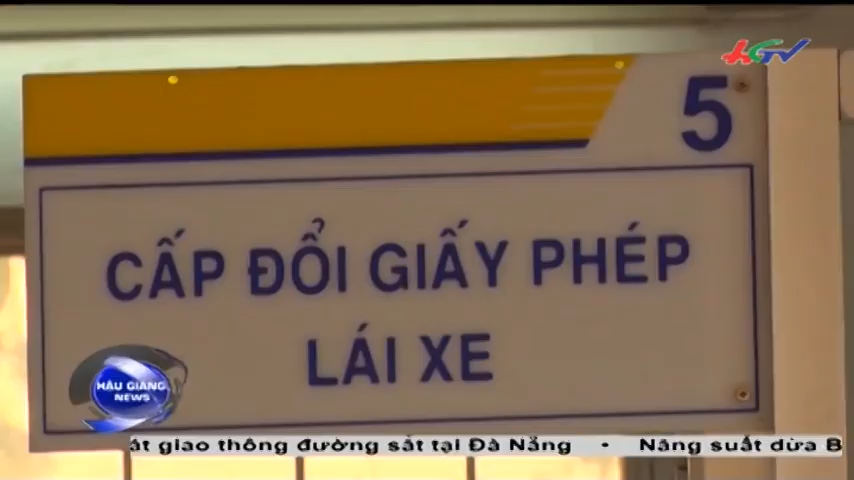 HGTV
5
CẤP ĐỔI GIẤY PHÉP
LÁI XE
HẬU GIANG
NEWS
át giao thông đường sắt tại Đà Nẵng • Năng suất dừa B